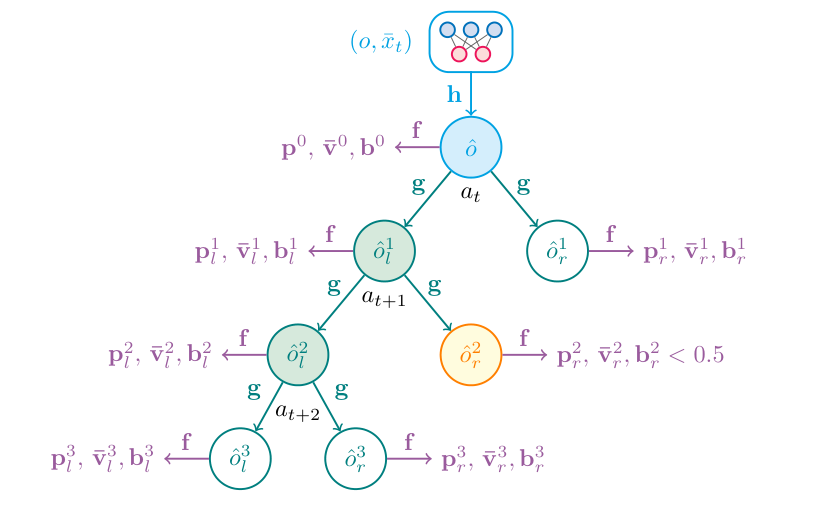 (o, x̄_t)
h
f
p⁰, v̄⁰, b⁰ ô
g a_t g
f f
p_l^1, v̄_l^1, b_l^1 ô_l^1 ô_r^1 p_r^1, v̄_r^1, b_r^1
g a_{t+1} g
f f
p_l^2, v̄_l^2, b_l^2 ô_l^2 ô_r^2 p_r^2, v̄_r^2, b_r^2 < 0.5
g a_{t+2} g
f f
p_l^3, v̄_l^3, b_l^3 ô_l^3 ô_r^3 p_r^3, v̄_r^3, b_r^3